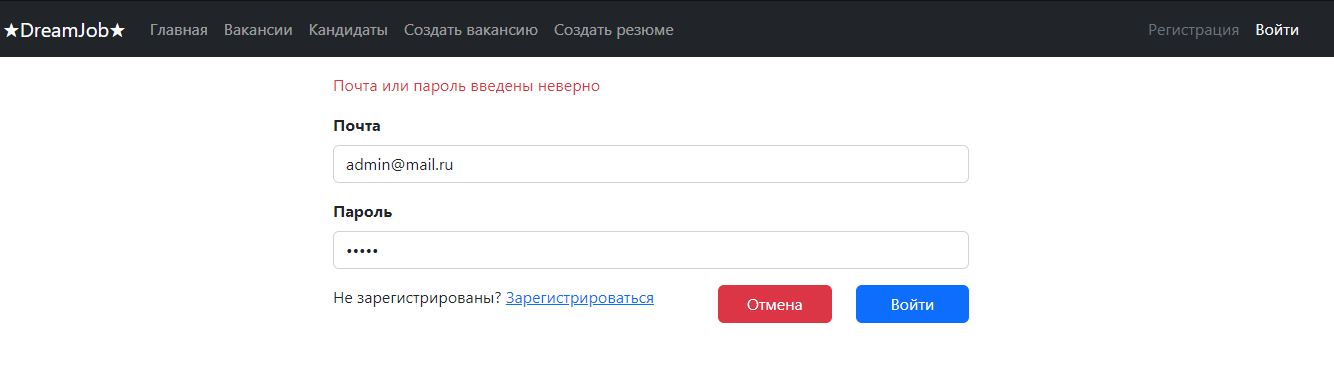 ★DreamJob★ Главная Вакансии Кандидаты Создать вакансию Создать резюме Регистрация Войти
Почта или пароль введены неверно
Почта
admin@mail.ru
Пароль
•••••
Не зарегистрированы? Зарегистрироваться Отмена Войти